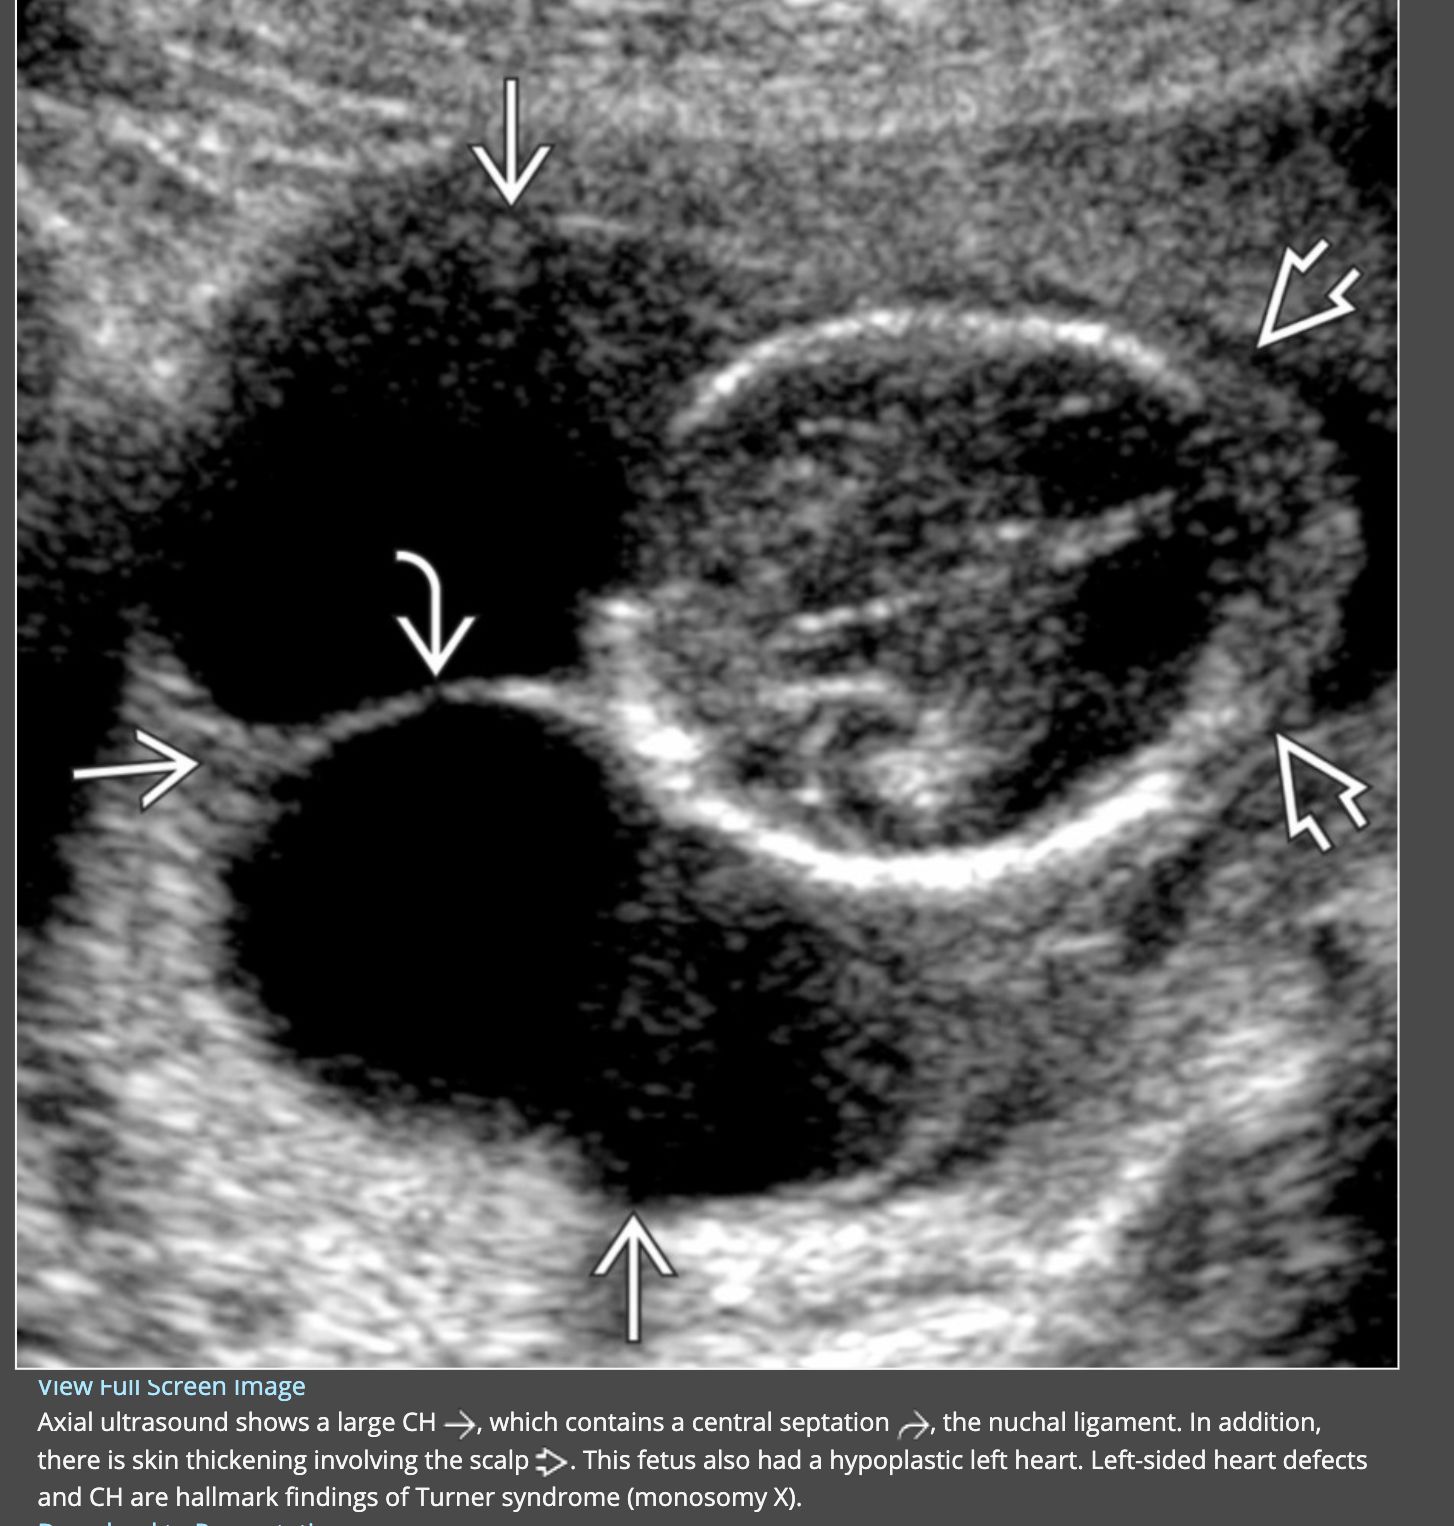 View Full Screen Image
Axial ultrasound shows a large CH , which contains a central septation , the nuchal ligament. In addition,
there is skin thickening involving the scalp . This fetus also had a hypoplastic left heart. Left-sided heart defects
and CH are hallmark findings of Turner syndrome (monosomy X).